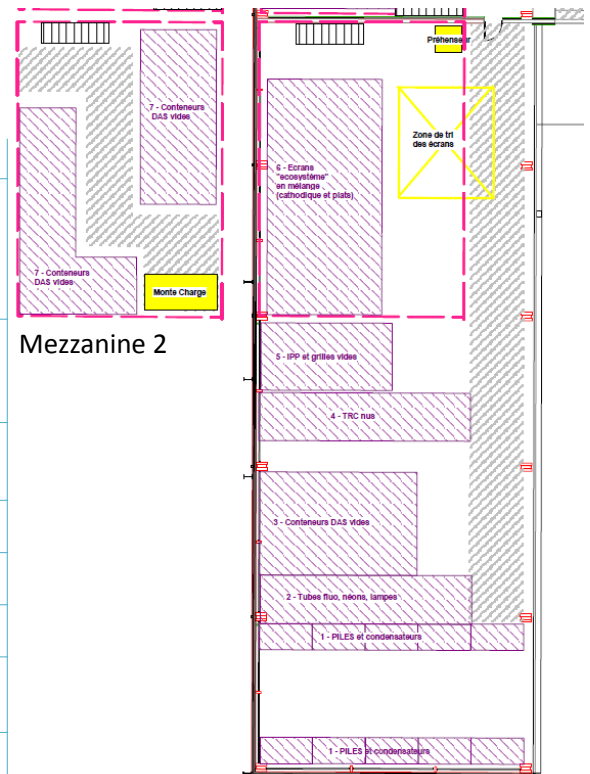 7 - Conteneurs
DAS vides
7 - Conteneurs
DAS vides
Monte Charge
Mezzanine 2
Préhenseur
Zone de tri
des écrans
6 - Ecrans
"ecosystème"
en mélange
(cathodique et plats)
5 - IPP et grilles vides
4 - TRC nus
3 - Conteneurs DAS vides
2 - Tubes fluo, néons, lampes
1 - PILES et condensateurs
1 - PILES et condensateurs